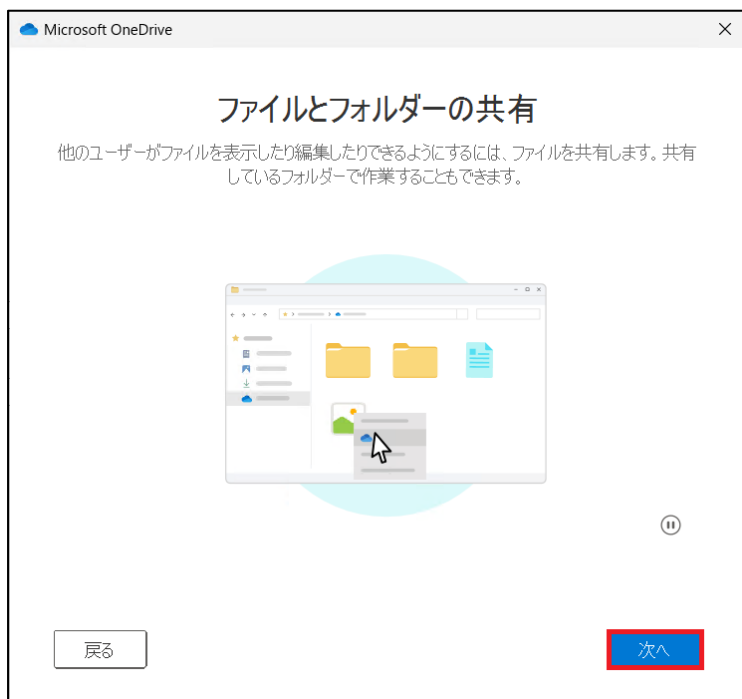 Microsoft OneDrive
ファイルとフォルダーの共有
他のユーザーがファイルを表示したり編集したりできるようにするには、ファイルを共有します。共有
しているフォルダーで作業することもできます。
戻る
次へ